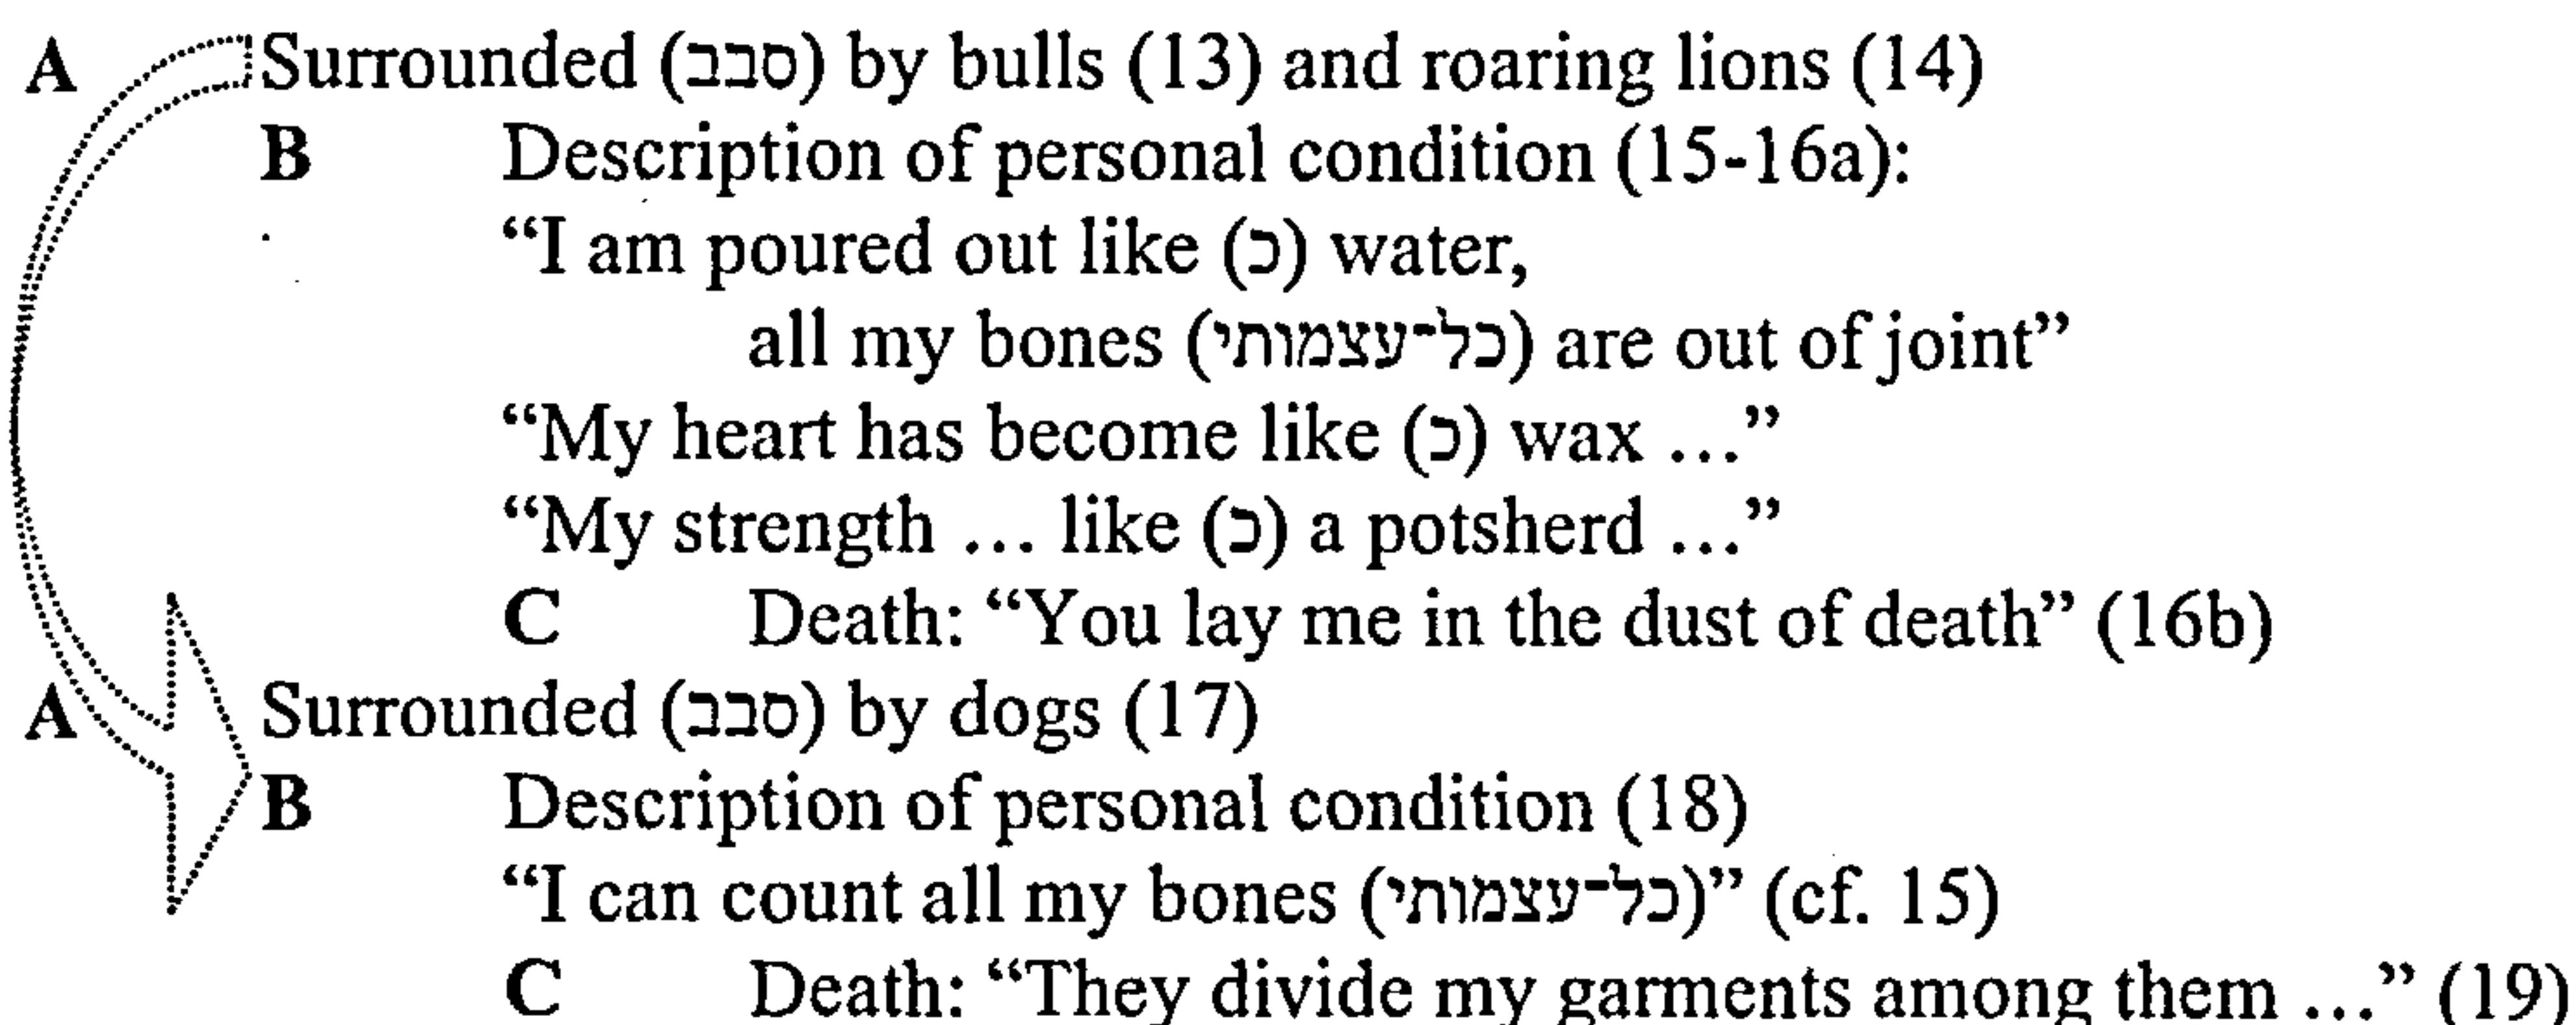 A Surrounded (סבב) by bulls (13) and roaring lions (14)
B Description of personal condition (15-16a):
“I am poured out like (כ) water,
all my bones (כל־עצמותי) are out of joint”
“My heart has become like (כ) wax …”
“My strength … like (כ) a potsherd …”
C Death: “You lay me in the dust of death” (16b)
A Surrounded (סבב) by dogs (17)
B Description of personal condition (18)
“I can count all my bones (כל־עצמותי)” (cf. 15)
C Death: “They divide my garments among them …” (19)